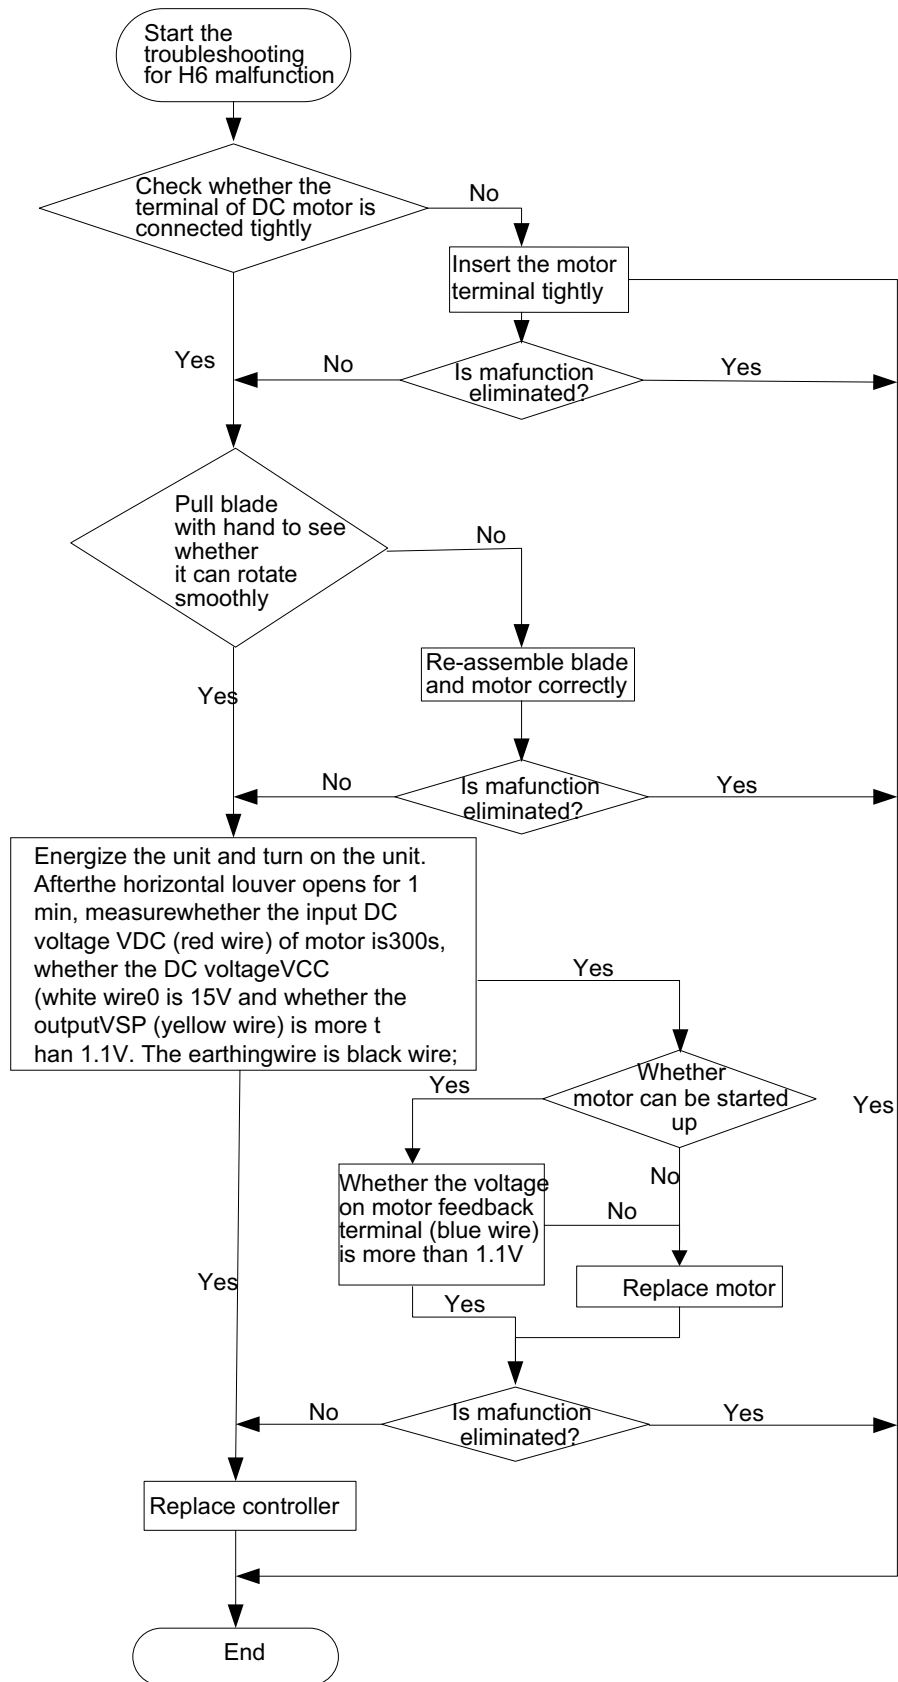 Start the
troubleshooting
for H6 malfunction
Check whether the
terminal of DC motor is
connected tightly
No
Insert the motor
terminal tightly
Yes
No
Is mafunction
eliminated?
Yes
Pull blade
with hand to see
whether
it can rotate
smoothly
No
Re-assemble blade
and motor correctly
Yes
No
Is mafunction
eliminated?
Yes
Energize the unit and turn on the unit.
Afterthe horizontal louver opens for 1
min, measurewhether the input DC
voltage VDC (red wire) of motor is300s,
whether the DC voltageVCC
(white wire0 is 15V and whether the
outputVSP (yellow wire) is more t
han 1.1V. The earthingwire is black wire;
Yes
Whether
motor can be started
up
Yes
Yes
No
Whether the voltage
on motor feedback
terminal (blue wire)
is more than 1.1V
No
Replace motor
Yes
Yes
No
Is mafunction
eliminated?
Yes
Replace controller
End